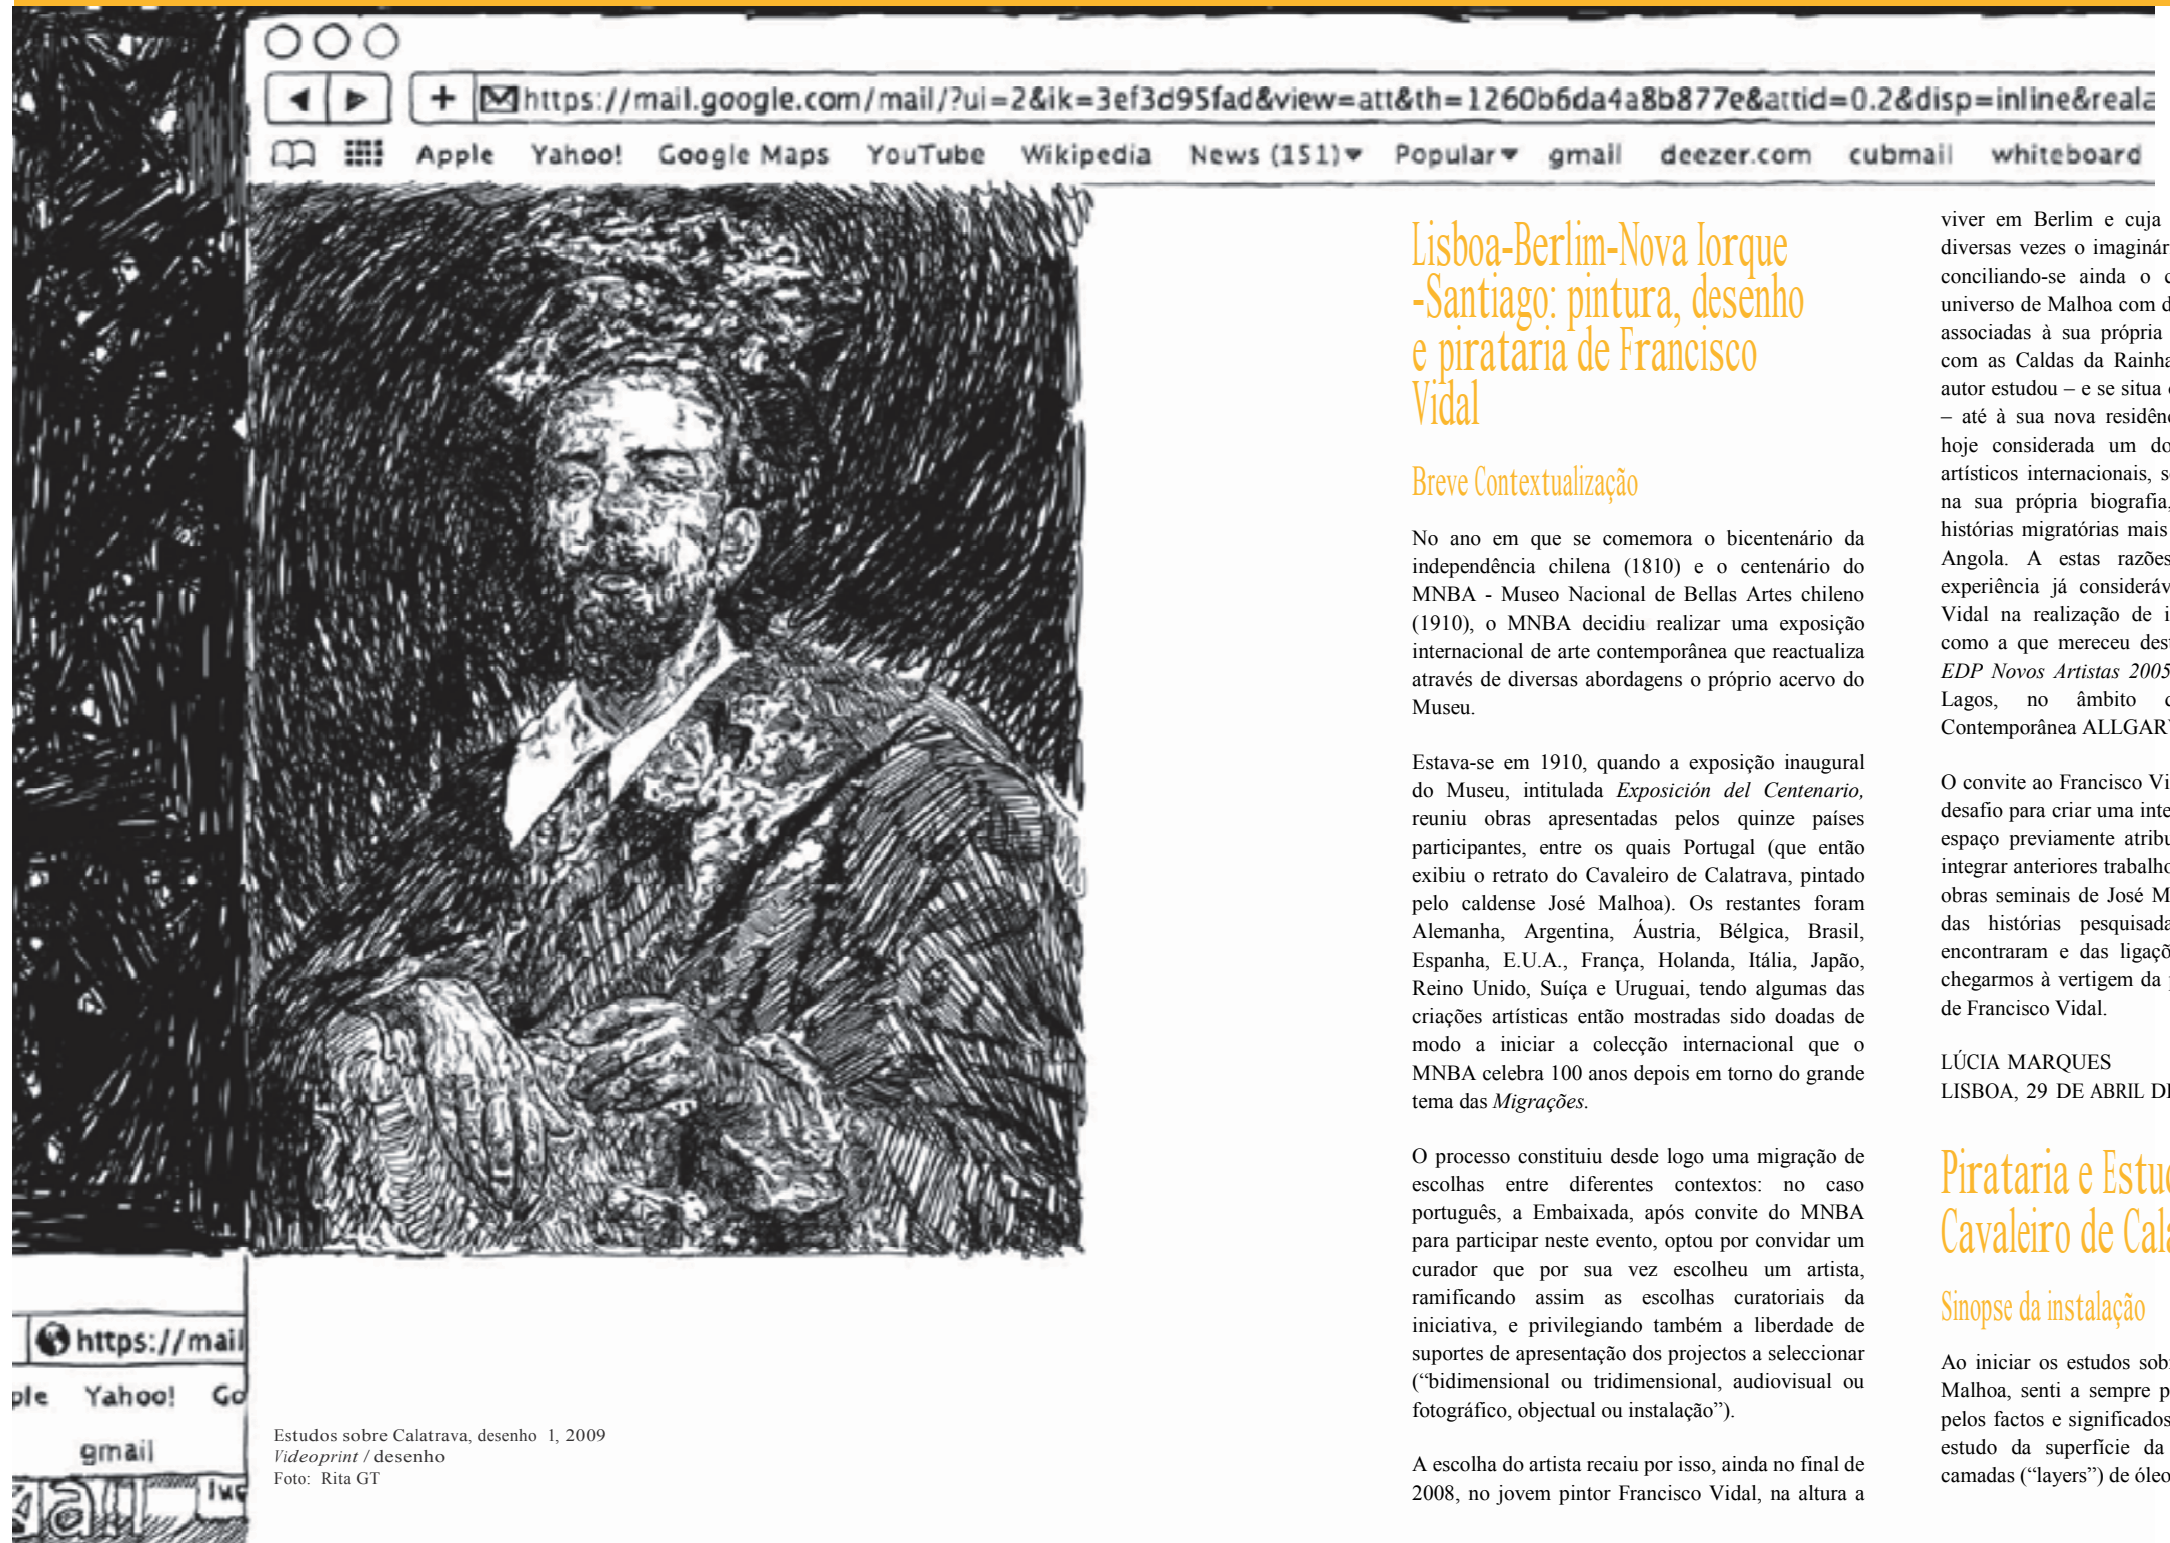 https://mail.google.com/mail/?ui=2&ik=3ef3d95fad&view=att&th=1260b6da4a8b877e&attid=0.2&disp=inline&reala
Apple Yahoo! Google Maps YouTube Wikipedia News (151) Popular gmail deezer.com cubmail whiteboard
https://mail
ple Yahoo! Go
gmail
Estudos sobre Calatrava, desenho 1, 2009
Videoprint / desenho
Foto: Rita GT
Lisboa-Berlim-Nova Iorque
-Santiago: pintura, desenho
e pirataria de Francisco
Vidal
Breve Contextualização
No ano em que se comemora o bicentenário da
independência chilena (1810) e o centenário do
MNBA - Museo Nacional de Bellas Artes chileno
(1910), o MNBA decidiu realizar uma exposição
internacional de arte contemporânea que reactualiza
através de diversas abordagens o próprio acervo do
Museu.
Estava-se em 1910, quando a exposição inaugural
do Museu, intitulada Exposición del Centenario,
reuniu obras apresentadas pelos quinze países
participantes, entre os quais Portugal (que então
exibiu o retrato do Cavaleiro de Calatrava, pintado
pelo caldense José Malhoa). Os restantes foram
Alemanha, Argentina, Áustria, Bélgica, Brasil,
Espanha, E.U.A., França, Holanda, Itália, Japão,
Reino Unido, Suíça e Uruguai, tendo algumas das
criações artísticas então mostradas sido doadas de
modo a iniciar a colecção internacional que o
MNBA celebra 100 anos depois em torno do grande
tema das Migrações.
O processo constituiu desde logo uma migração de
escolhas entre diferentes contextos: no caso
português, a Embaixada, após convite do MNBA
para participar neste evento, optou por convidar um
curador que por sua vez escolheu um artista,
ramificando assim as escolhas curatoriais da
iniciativa, e privilegiando também a liberdade de
suportes de apresentação dos projectos a seleccionar
(“bidimensional ou tridimensional, audiovisual ou
fotográfico, objectual ou instalação”).
A escolha do artista recaiu por isso, ainda no final de
2008, no jovem pintor Francisco Vidal, na altura a
viver em Berlim e cuja
diversas vezes o imaginár
conciliando-se ainda o c
universo de Malhoa com d
associadas à sua própria
com as Caldas da Rainha
autor estudou – e se situa
– até à sua nova residênc
hoje considerada um do
artísticos internacionais, s
na sua própria biografia,
histórias migratórias mais
Angola. A estas razões
experiência já consideráv
Vidal na realização de i
como a que mereceu dest
EDP Novos Artistas 2005
Lagos, no âmbito d
Contemporânea ALLGAR
O convite ao Francisco Vi
desafio para criar uma inte
espaço previamente atribu
integrar anteriores trabalho
obras seminais de José M
das histórias pesquisada
encontraram e das ligaçõ
chegarmos à vertigem da
de Francisco Vidal.
LÚCIA MARQUES
LISBOA, 29 DE ABRIL DE
Pirataria e Estu
Cavaleiro de Cala
Sinopse da instalação
Ao iniciar os estudos sob
Malhoa, senti a sempre p
pelos factos e significados
estudo da superfície da
camadas (“layers”) de óleo